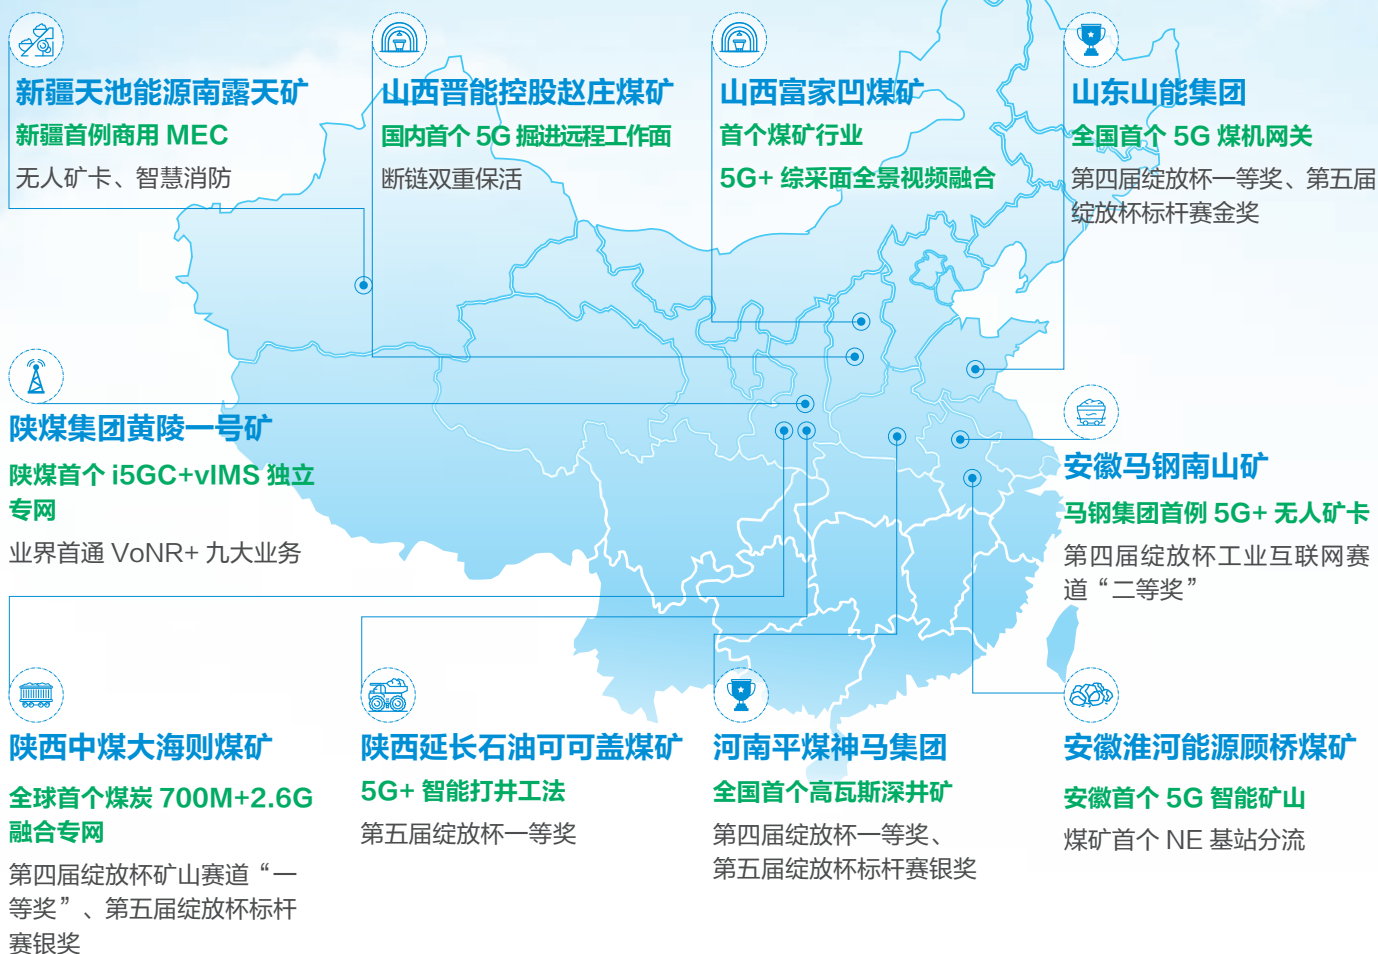 新疆天池能源南露天矿
新疆首例商用 MEC
无人矿卡、智慧消防
山西晋能控股赵庄煤矿
国内首个 5G 掘进远程工作面
断链双重保活
山西富家凹煤矿
首个煤矿行业
5G+ 综采面全景视频融合
山东山能集团
全国首个 5G 煤机网关
第四届绽放杯一等奖、第五届
绽放杯标杆赛金奖
陕煤集团黄陵一号矿
陕煤首个 i5GC+vIMS 独立
专网
业界首通 VoNR+ 九大业务
安徽马钢南山矿
马钢集团首例 5G+ 无人矿卡
第四届绽放杯工业互联网赛
道“二等奖”
陕西中煤大海则煤矿
全球首个煤炭 700M+2.6G
融合专网
第四届绽放杯矿山赛道“一
等奖”、第五届绽放杯标杆
赛银奖
陕西延长石油可可盖煤矿
5G+ 智能打井工法
第五届绽放杯一等奖
河南平煤神马集团
全国首个高瓦斯深井矿
第四届绽放杯一等奖、
第五届绽放杯标杆赛银奖
安徽淮河能源顾桥煤矿
安徽首个 5G 智能矿山
煤矿首个 NE 基站分流